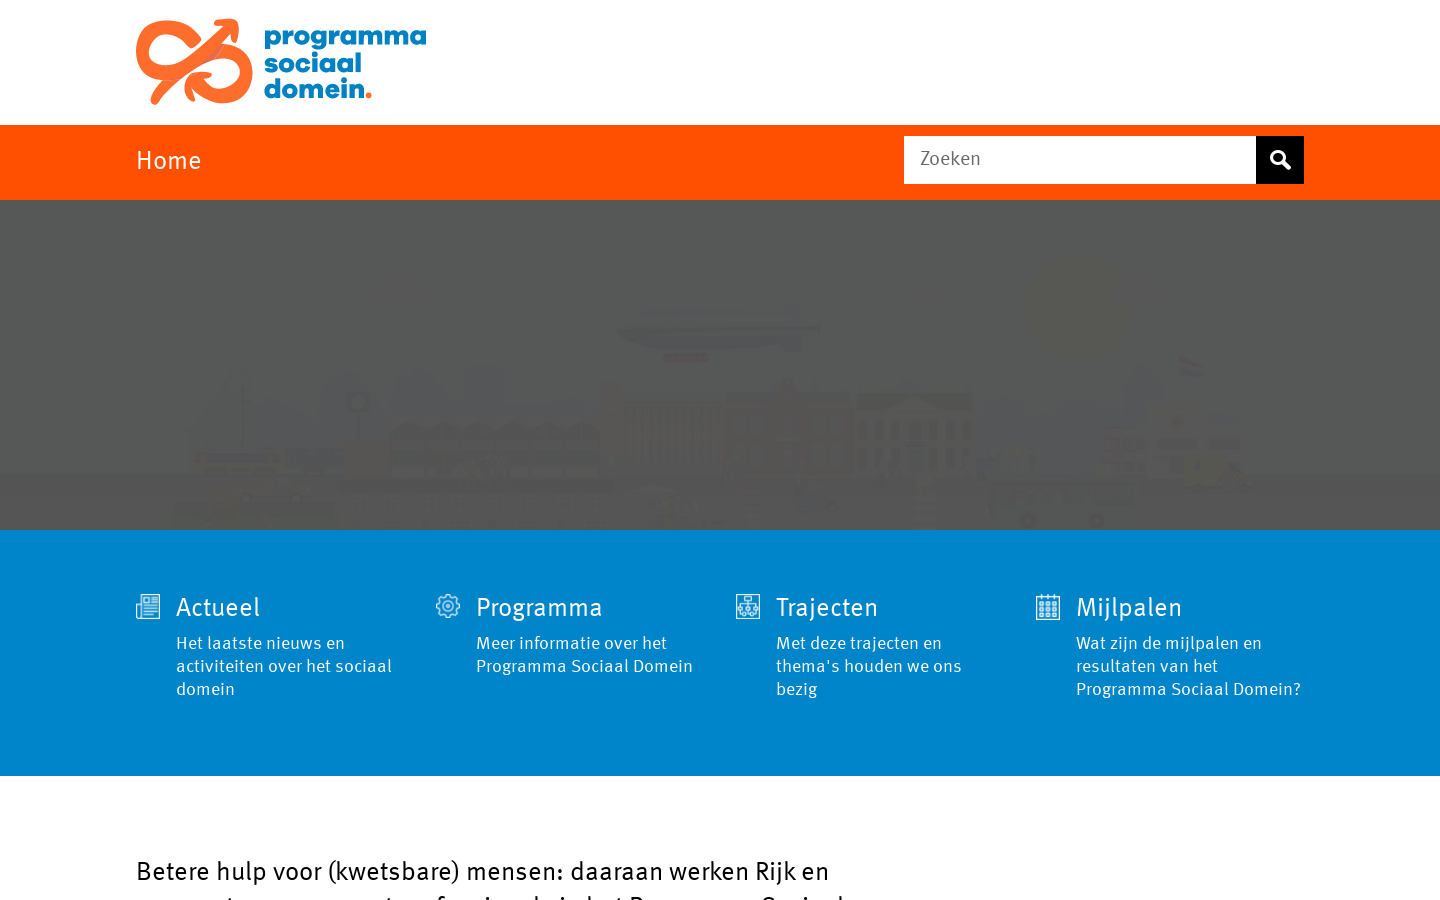 programma
sociaal
domein.
Home
Zoeken
Actueel
Het laatste nieuws en
activiteiten over het sociaal
domein
Programma
Meer informatie over het
Programma Sociaal Domein
Trajecten
Met deze trajecten en
thema's houden we ons
bezig
Mijlpalen
Wat zijn de mijlpalen en
resultaten van het
Programma Sociaal Domein?
Betere hulp voor (kwetsbare) mensen: daaraan werken Rijk en